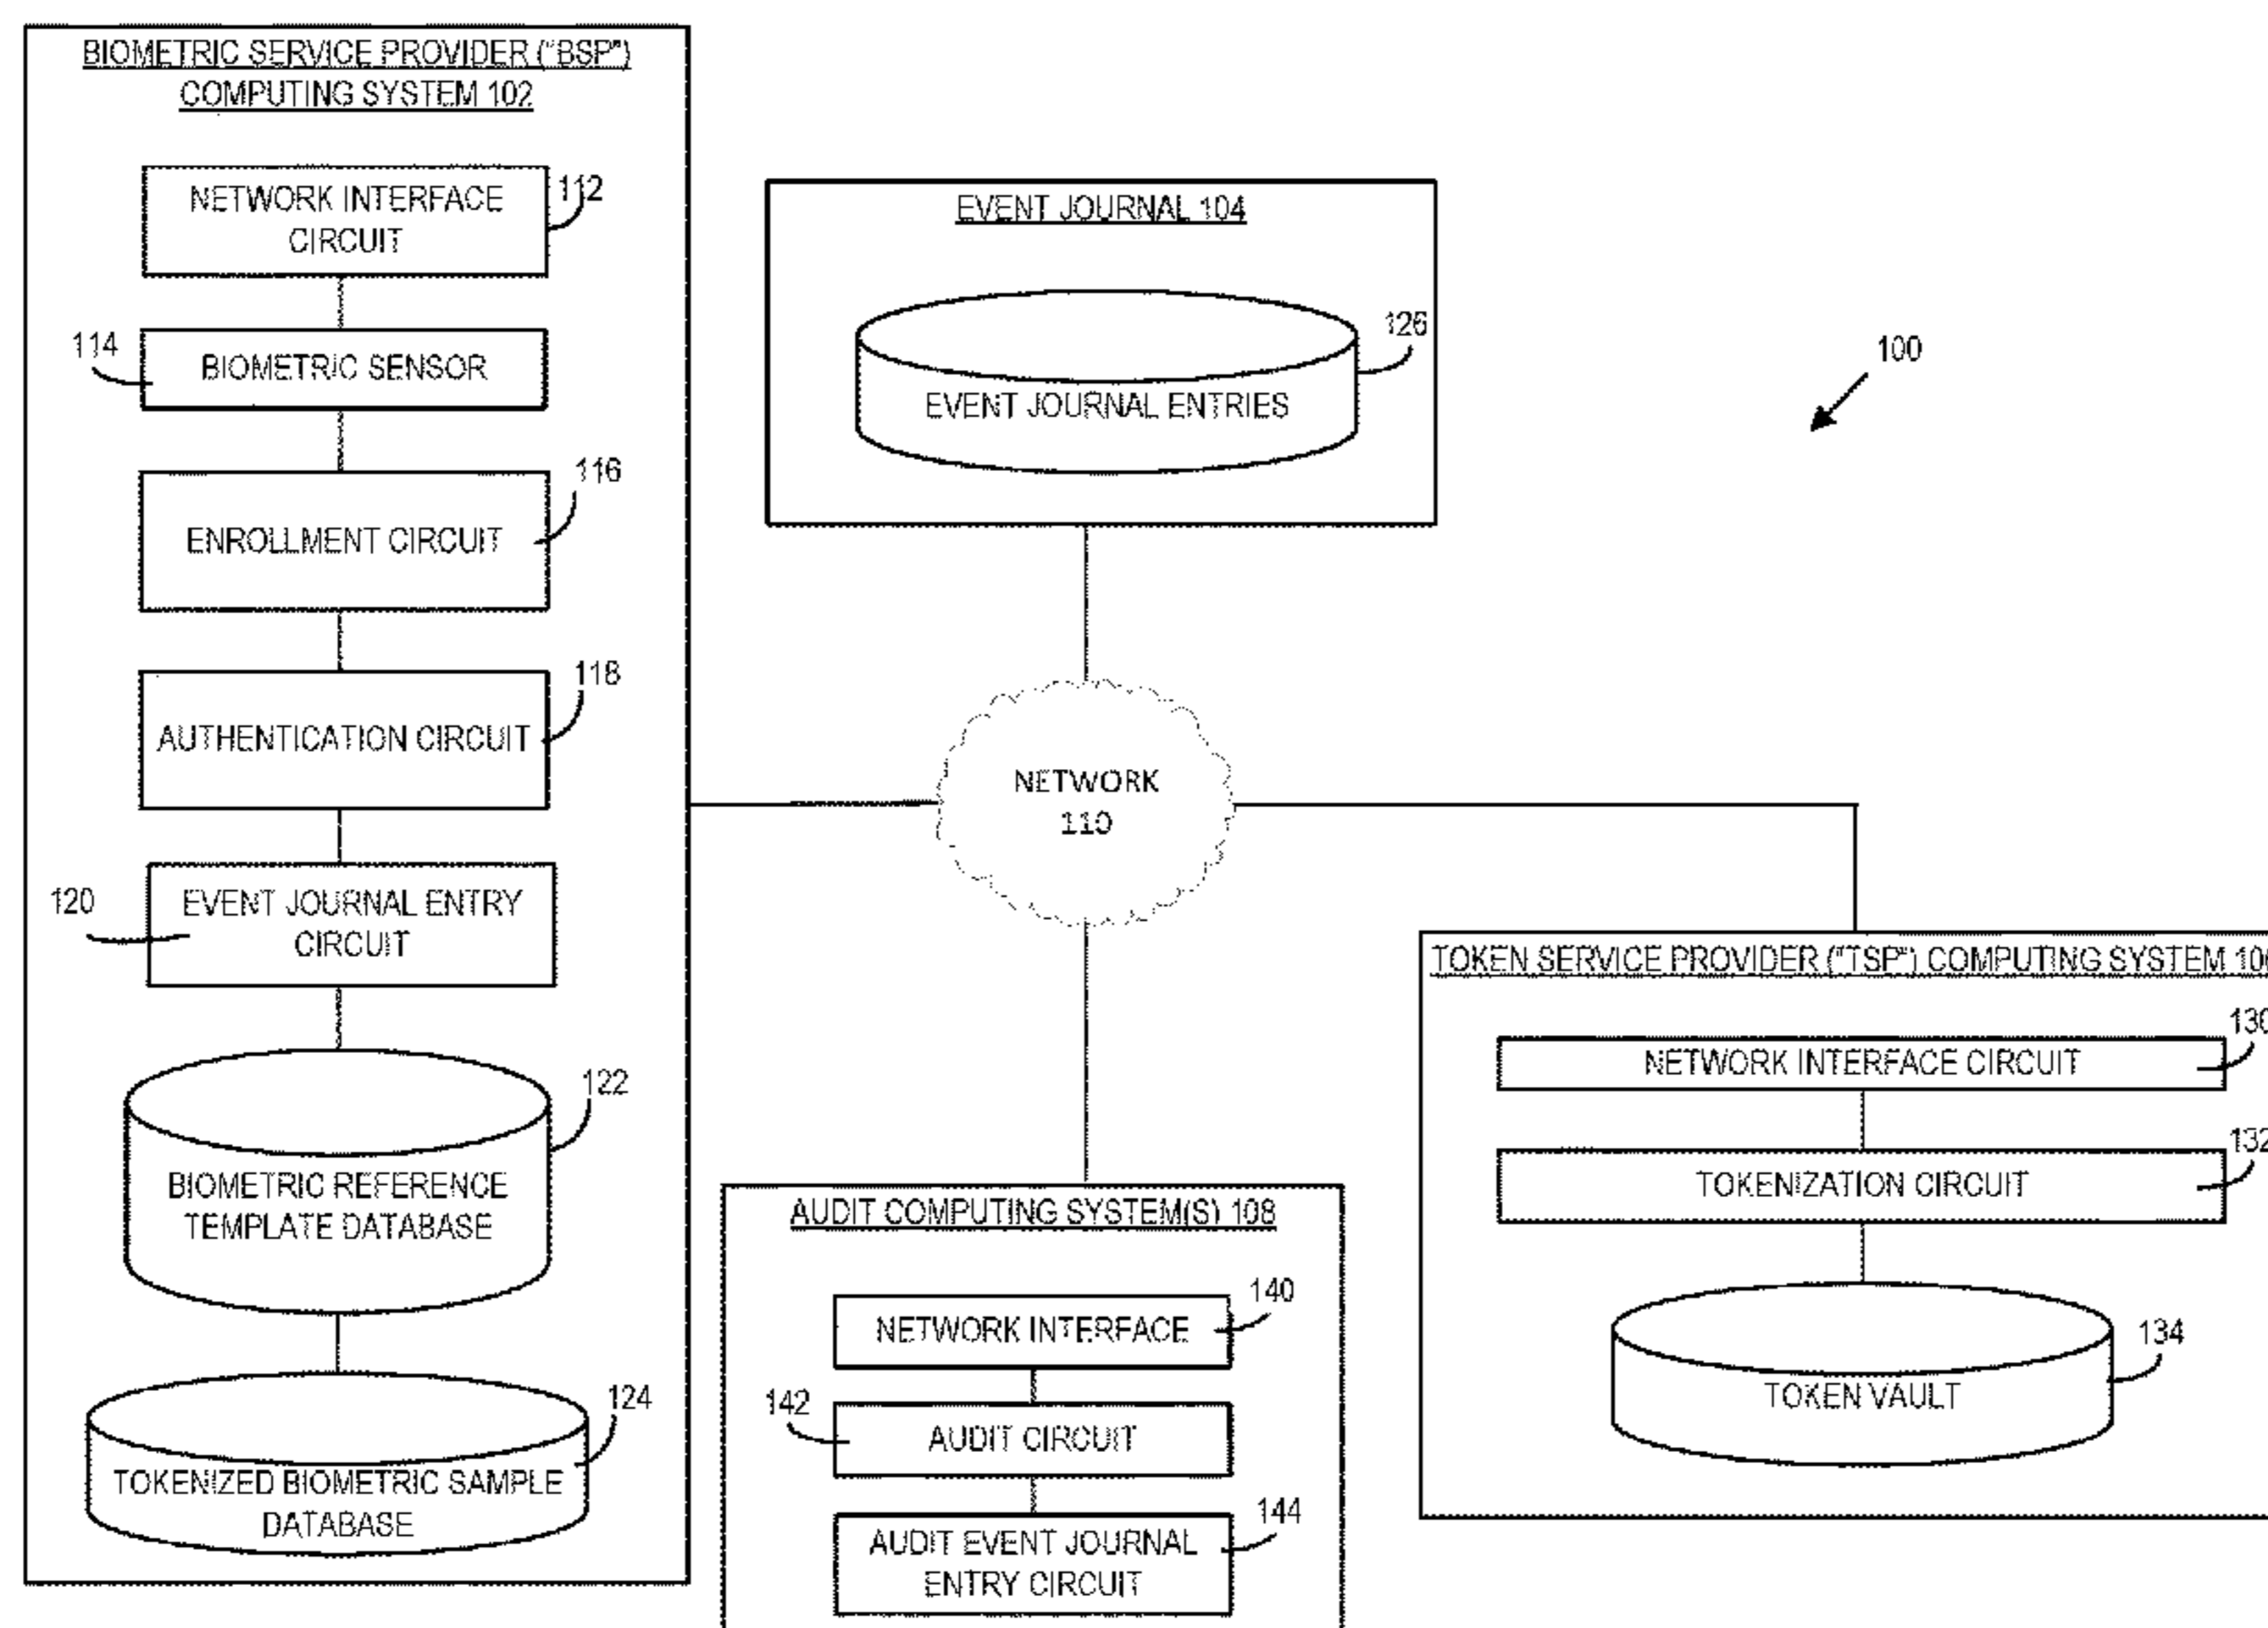 BIOMETRIC SERVICE PROVIDER ("BSP")
COMPUTING SYSTEM 102
NETWORK INTERFACE
CIRCUIT
112
114
BIOMETRIC SENSOR
116
ENROLLMENT CIRCUIT
118
AUTHENTICATION CIRCUIT
120
EVENT JOURNAL ENTRY
CIRCUIT
122
BIOMETRIC REFERENCE
TEMPLATE DATABASE
124
TOKENIZED BIOMETRIC SAMPLE
DATABASE
EVENT JOURNAL 104
126
EVENT JOURNAL ENTRIES
100
NETWORK
110
AUDIT COMPUTING SYSTEM(S) 108
140
NETWORK INTERFACE
142
AUDIT CIRCUIT
144
AUDIT EVENT JOURNAL
ENTRY CIRCUIT
TOKEN SERVICE PROVIDER ("TSP") COMPUTING SYSTEM
130
NETWORK INTERFACE CIRCUIT
132
TOKENIZATION CIRCUIT
134
TOKEN VAULT